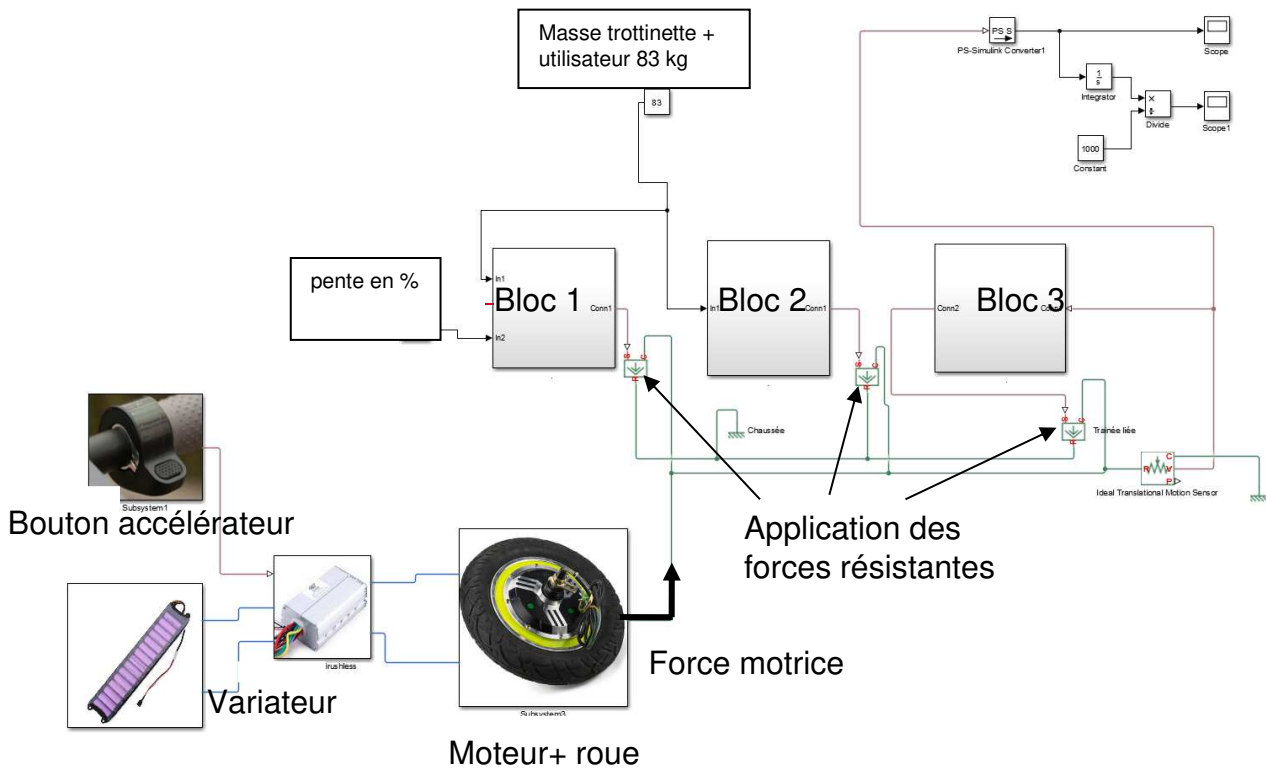 Masse trottinette +
utilisateur 83 kg
83
PS S
PS-Simulink Converter1
Scope
1
s
Integrator
×
÷
Divide
Scope1
1000
Constant
pente en %
In1
In2
Bloc 1
Conn1
In1
Bloc 2
Conn1
Conn2
Bloc 3
S
C
R
S
C
R
S
C
R
Chaussée
Trainée liée
R
C
V
P
Ideal Translational Motion Sensor
Subsystem1
Bouton accélérateur
Application des
forces résistantes
Variateur
Force motrice
Subsystem3
Moteur+ roue